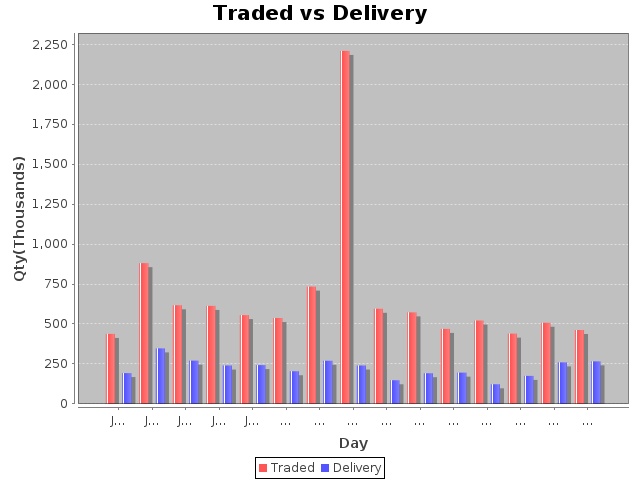 Traded vs Delivery
2,250
2,000
1,750
1,500
1,250
1,000
750
500
250
0
Qty(Thousands)
J... J... J... J... J... ... ... ... ... ... ... ... ... ... ...
Day
Traded Delivery